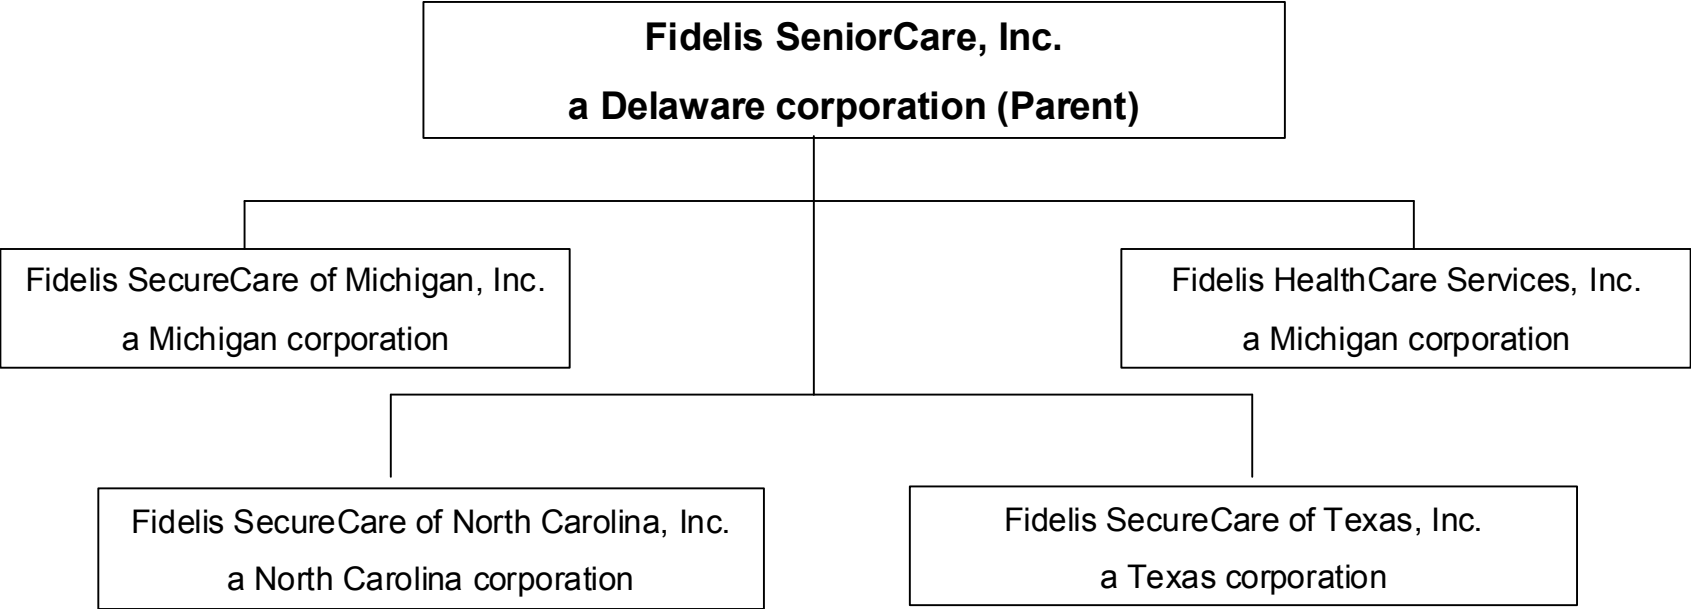 Fidelis SeniorCare, Inc.
a Delaware corporation (Parent)
Fidelis SecureCare of Michigan, Inc.
a Michigan corporation
Fidelis HealthCare Services, Inc.
a Michigan corporation
Fidelis SecureCare of North Carolina, Inc.
a North Carolina corporation
Fidelis SecureCare of Texas, Inc.
a Texas corporation